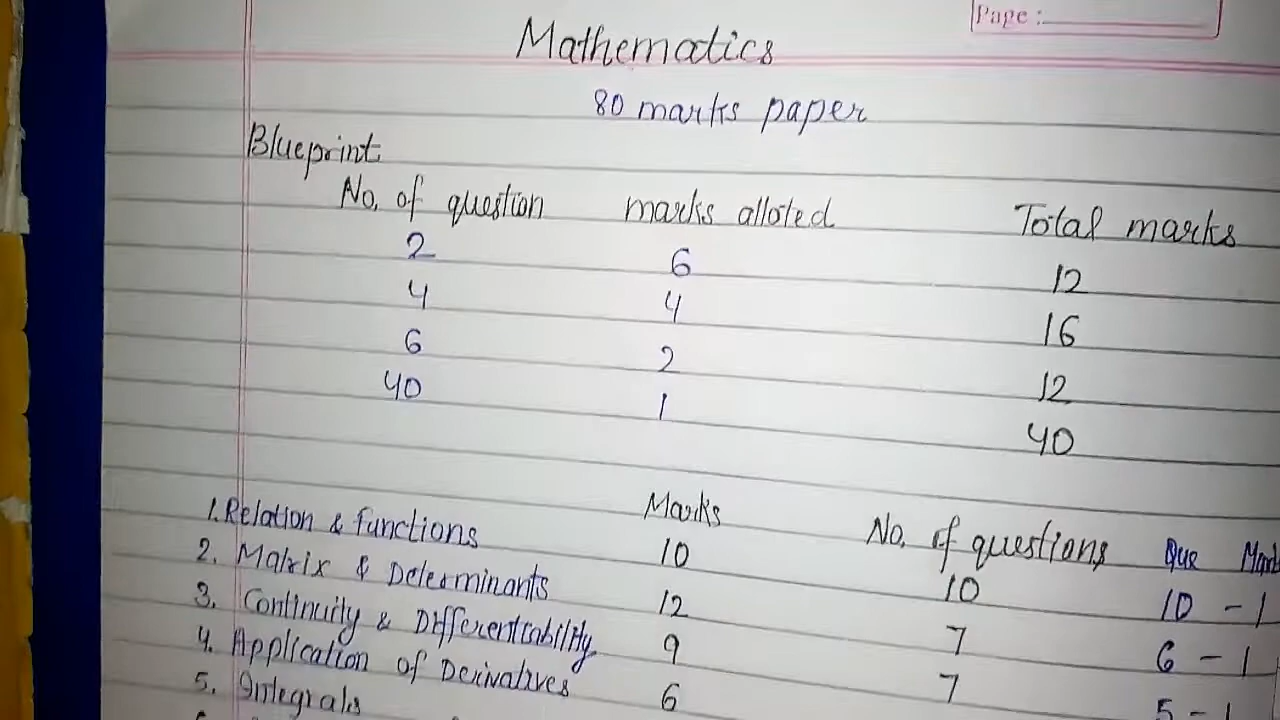 Page :
Mathematics
80 marks paper
Blueprint
No. of question marks alloted Total marks
2 6 12
4 4 16
6 2 12
40 1 40
Marks No. of questions Que
1. Relation & functions 10 10 10 - 1
2. Matrix & Determinants 12 7 6 - 1
3. Continuity & Differentiability 9 7 5 - 1
4. Application of Derivatives 6
5. Integrals